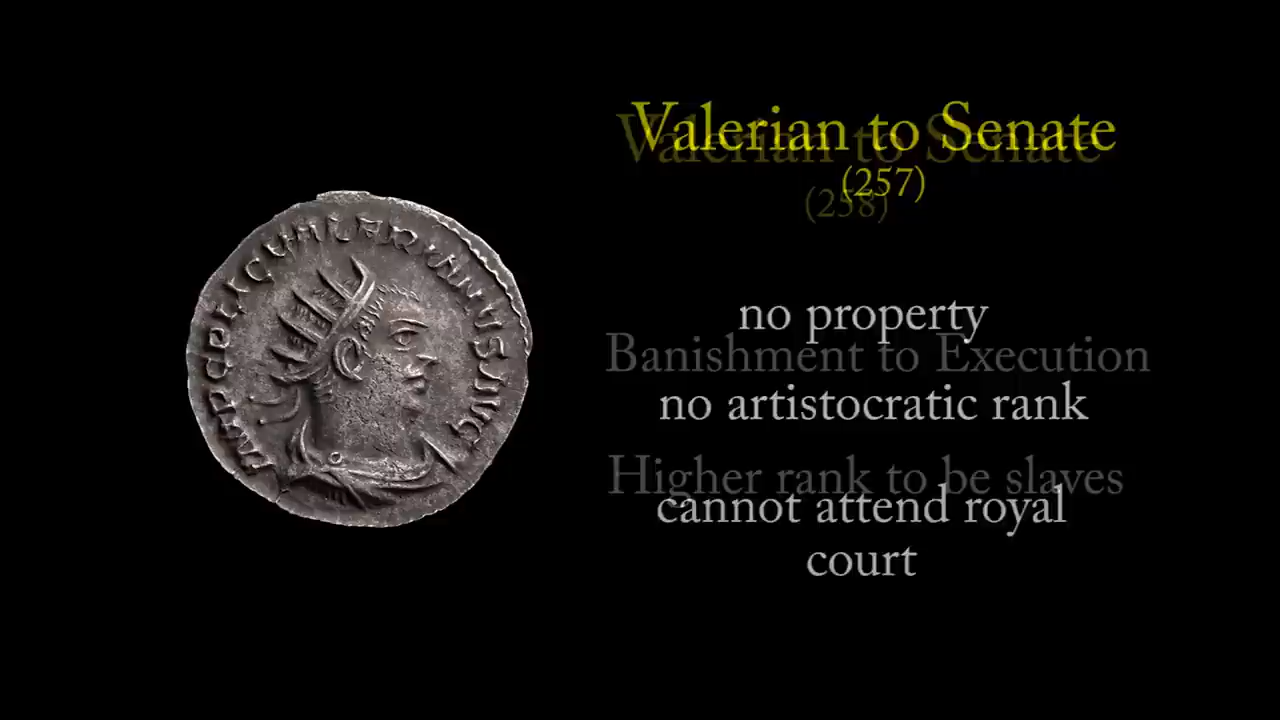 IMP C P LIC VALERIANVS AVG
Valerian to Senate
(257)
Valerian to Senate
(258)
no property
Banishment to Execution
no artistocratic rank
Higher rank to be slaves
cannot attend royal
court